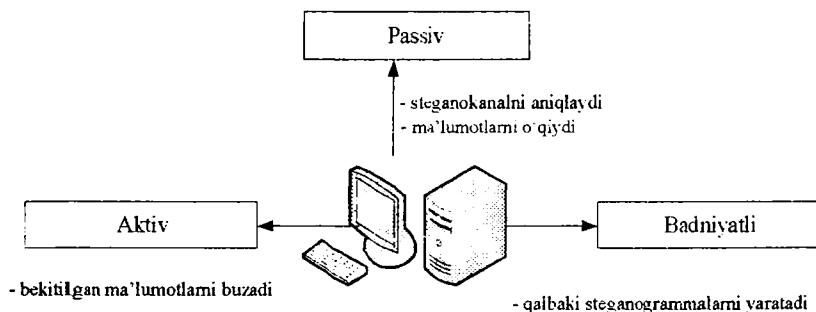 Passiv
- steganokanalni aniqlaydi
- ma'lumotlarni o'qiydi
Aktiv
Badniyatli
- bekitilgan ma'lumotlarni buzadi
- qalbaki steganogrammalarni yaratadi